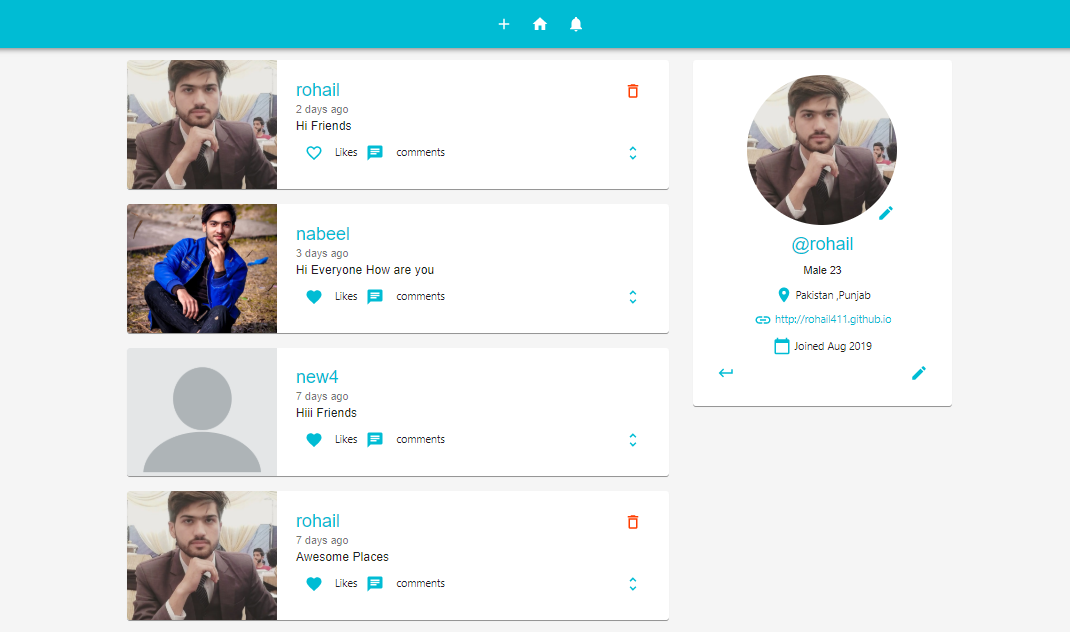 rohail
2 days ago
Hi Friends
Likes comments
nabeel
3 days ago
Hi Everyone How are you
Likes comments
new4
7 days ago
Hiii Friends
Likes comments
rohail
7 days ago
Awesome Places
Likes comments
@rohail
Male 23
Pakistan ,Punjab
http://rohail411.github.io
Joined Aug 2019